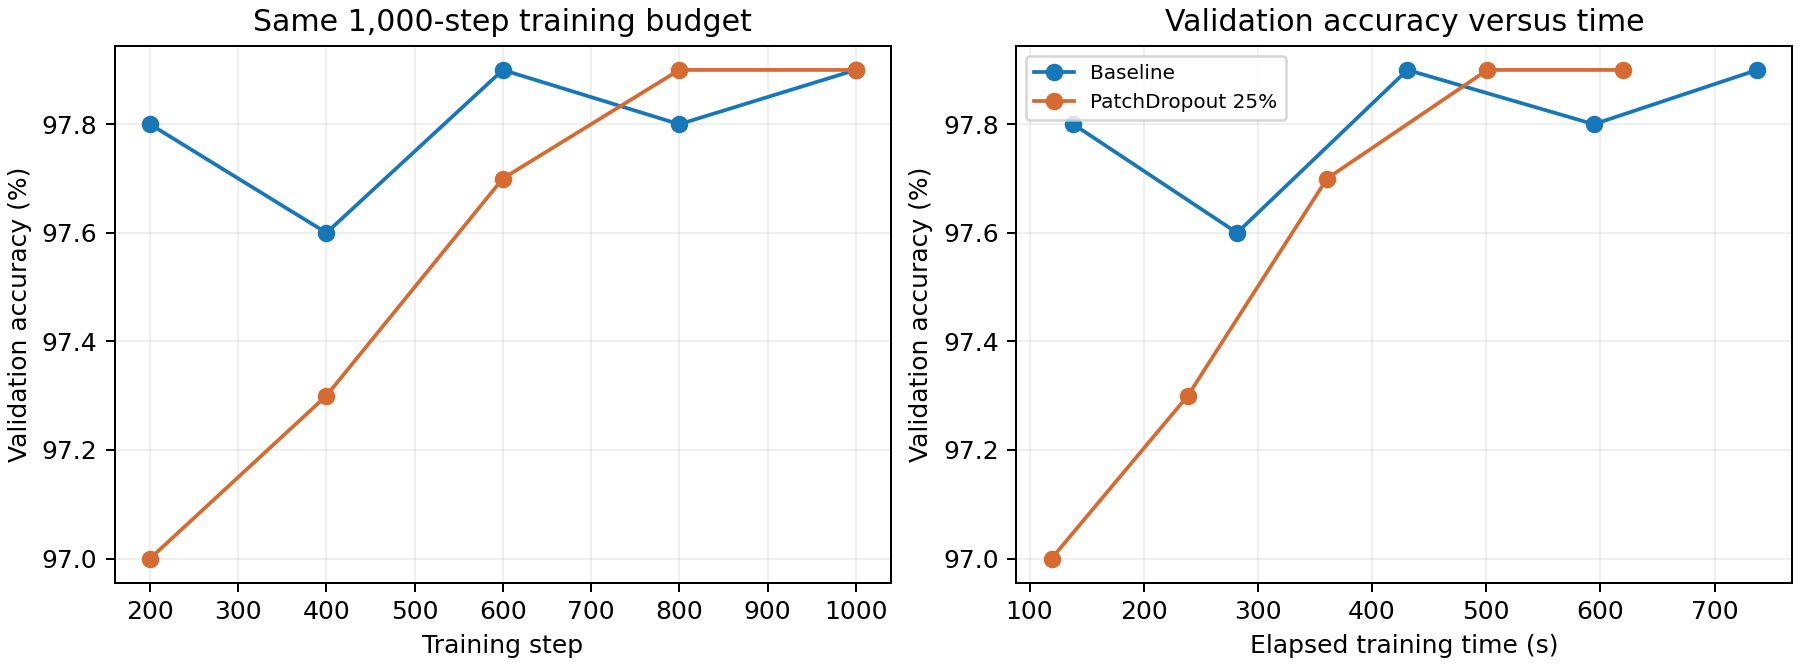 Same 1,000-step training budget
Validation accuracy (%)
97.8
97.6
97.4
97.2
97.0
200 300 400 500 600 700 800 900 1000
Training step
Validation accuracy versus time
Baseline
PatchDropout 25%
Validation accuracy (%)
97.8
97.6
97.4
97.2
97.0
100 200 300 400 500 600 700
Elapsed training time (s)